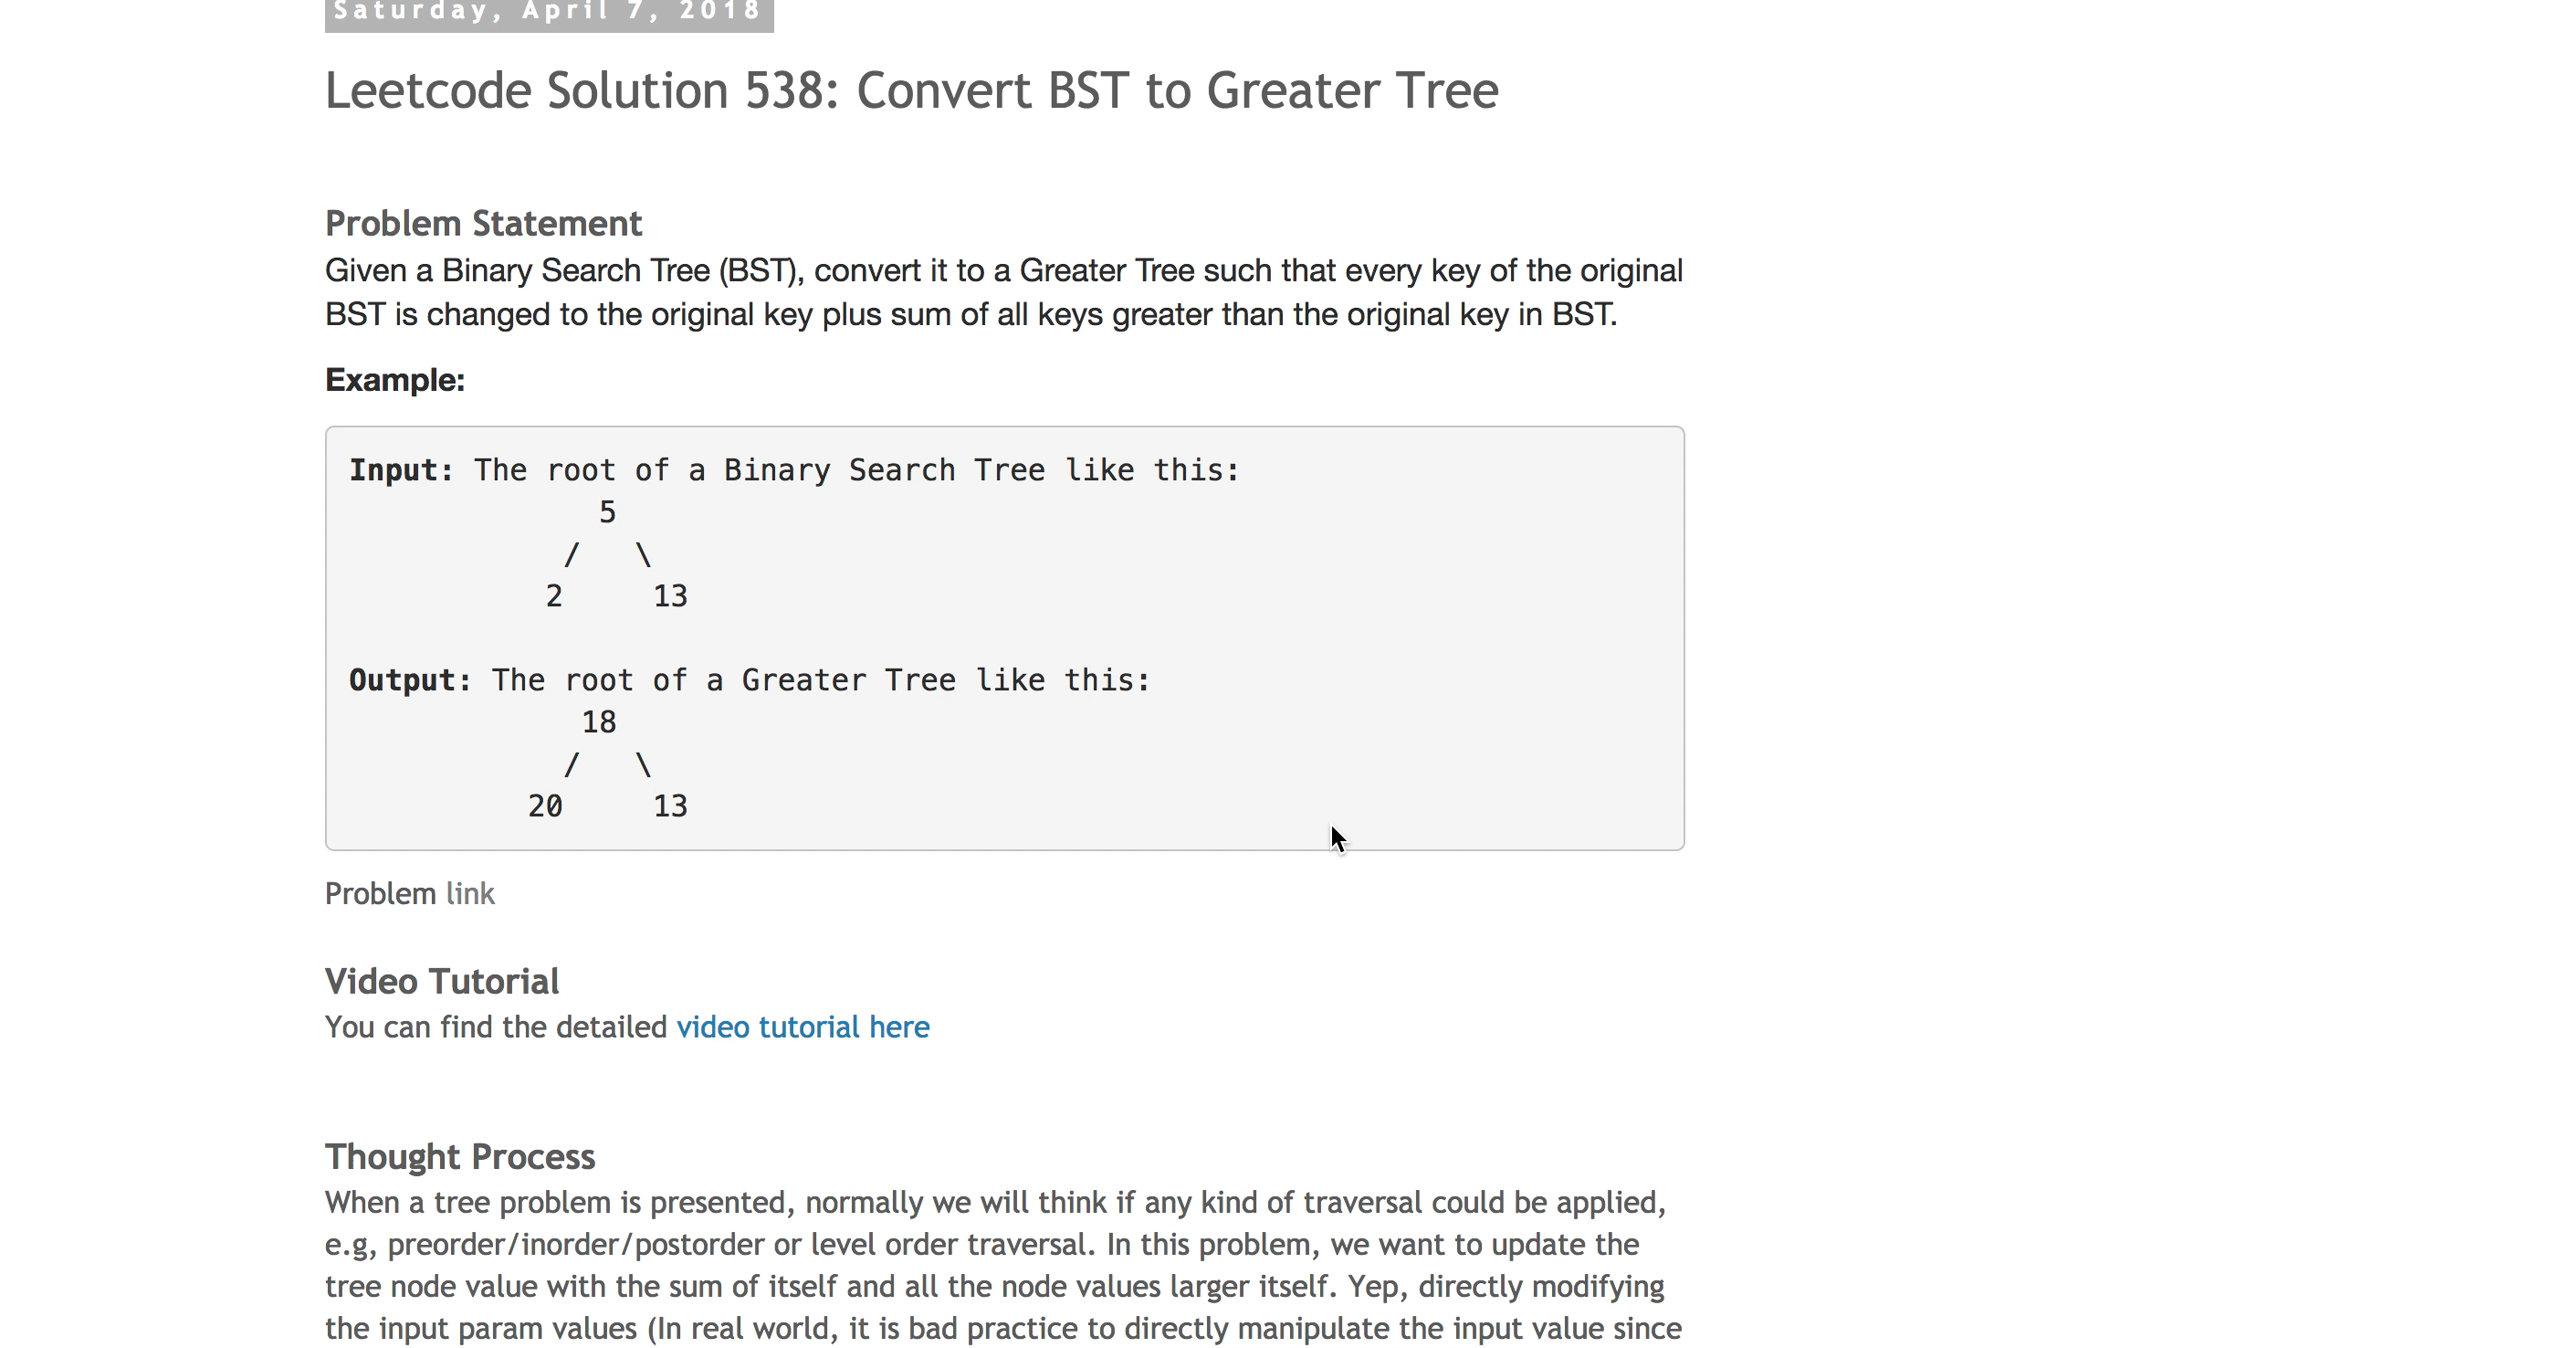 Saturday, April 7, 2018
Leetcode Solution 538: Convert BST to Greater Tree
Problem Statement
Given a Binary Search Tree (BST), convert it to a Greater Tree such that every key of the original
BST is changed to the original key plus sum of all keys greater than the original key in BST.
Example:
Input: The root of a Binary Search Tree like this:
5
/ \
2 13
Output: The root of a Greater Tree like this:
18
/ \
20 13
Problem link
Video Tutorial
You can find the detailed video tutorial here
Thought Process
When a tree problem is presented, normally we will think if any kind of traversal could be applied,
e.g, preorder/inorder/postorder or level order traversal. In this problem, we want to update the
tree node value with the sum of itself and all the node values larger itself. Yep, directly modifying
the input param values (In real world, it is bad practice to directly manipulate the input value since